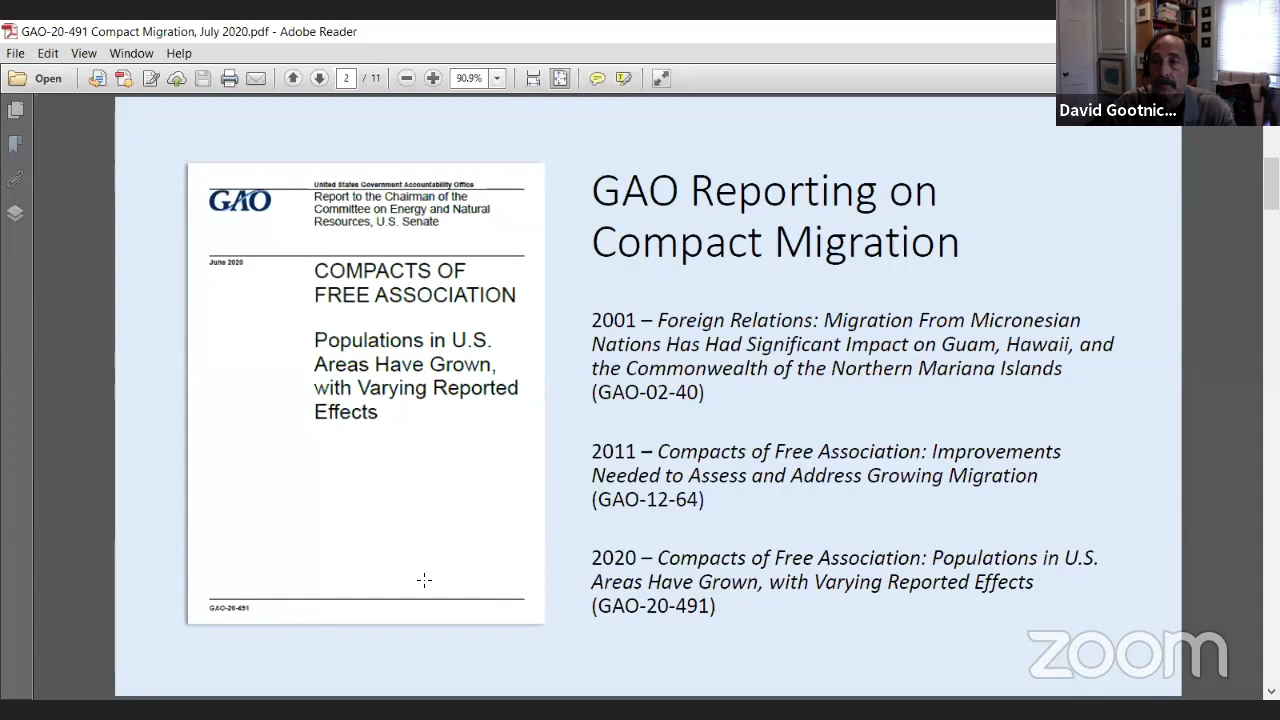 GAO-20-491 Compact Migration, July 2020.pdf - Adobe Reader
File Edit View Window Help
Open 2 / 11 90.9%
David Gootnic...
GAO
United States Government Accountability Office
Report to the Chairman of the
Committee on Energy and Natural
Resources, U.S. Senate
June 2020
COMPACTS OF
FREE ASSOCIATION
Populations in U.S.
Areas Have Grown,
with Varying Reported
Effects
GAO-20-491
GAO Reporting on
Compact Migration
2001 – Foreign Relations: Migration From Micronesian
Nations Has Had Significant Impact on Guam, Hawaii, and
the Commonwealth of the Northern Mariana Islands
(GAO-02-40)
2011 – Compacts of Free Association: Improvements
Needed to Assess and Address Growing Migration
(GAO-12-64)
2020 – Compacts of Free Association: Populations in U.S.
Areas Have Grown, with Varying Reported Effects
(GAO-20-491)
zoom